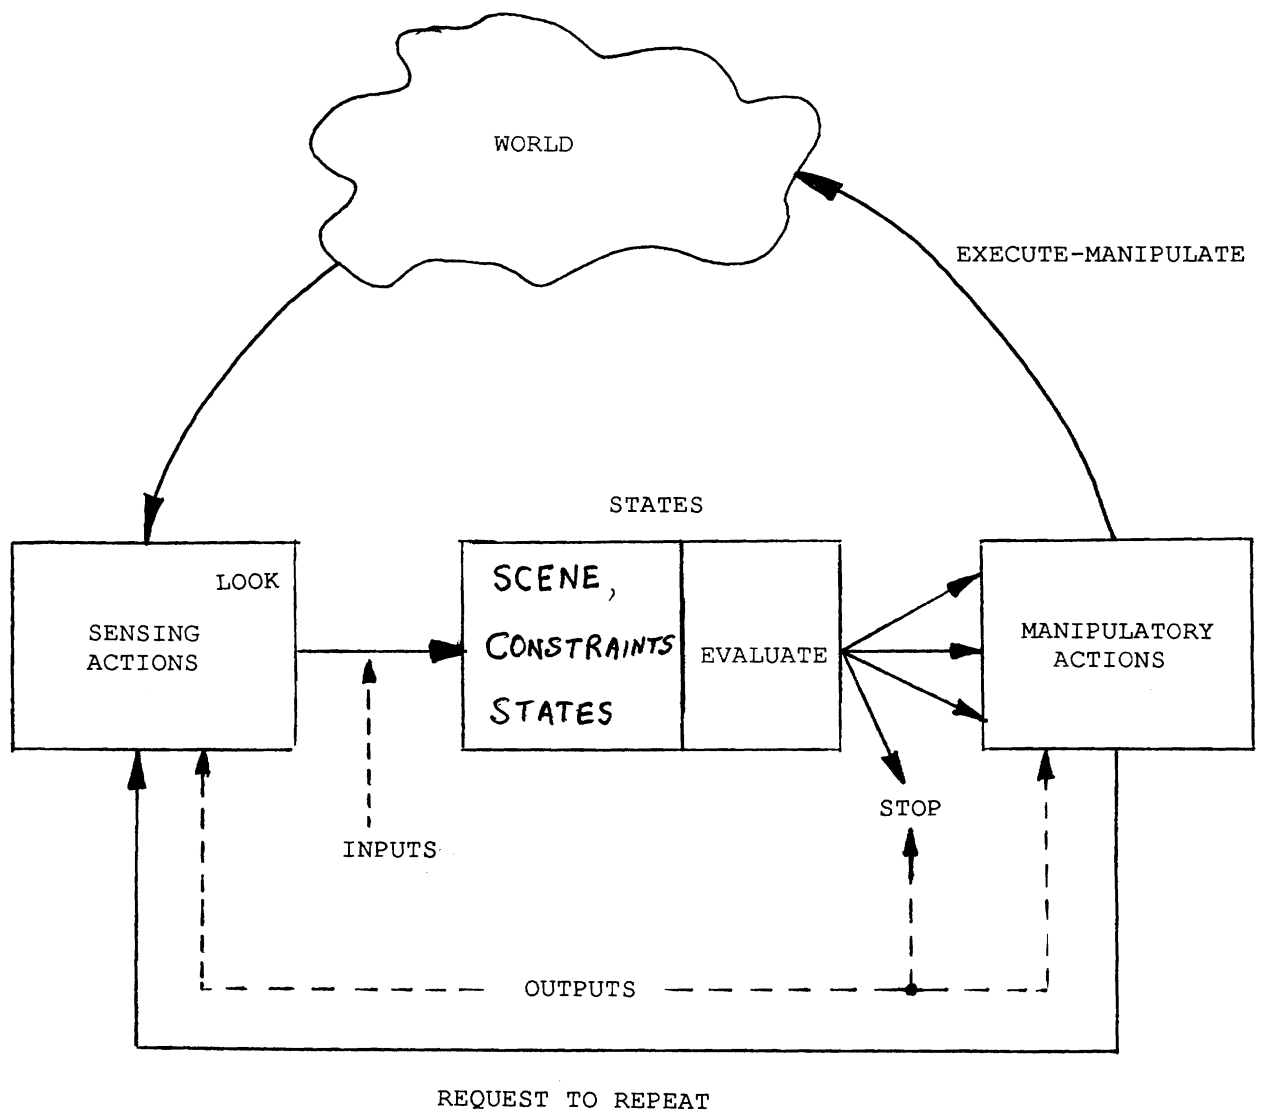 WORLD
EXECUTE-MANIPULATE
STATES
LOOK
SENSING
ACTIONS
SCENE,
CONSTRAINTS
STATES
EVALUATE
MANIPULATORY
ACTIONS
STOP
INPUTS
OUTPUTS
REQUEST TO REPEAT